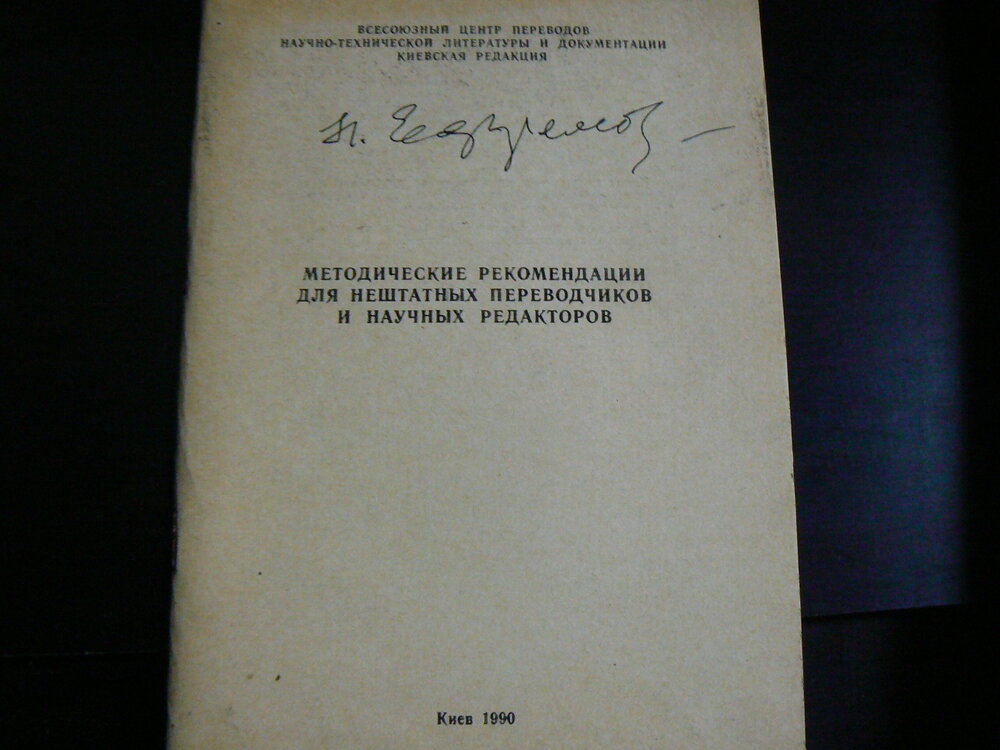 ВСЕСОЮЗНЫЙ ЦЕНТР ПЕРЕВОДОВ
НАУЧНО-ТЕХНИЧЕСКОЙ ЛИТЕРАТУРЫ И ДОКУМЕНТАЦИИ
КИЕВСКАЯ РЕДАКЦИЯ
МЕТОДИЧЕСКИЕ РЕКОМЕНДАЦИИ
ДЛЯ НЕШТАТНЫХ ПЕРЕВОДЧИКОВ
И НАУЧНЫХ РЕДАКТОРОВ
Киев 1990